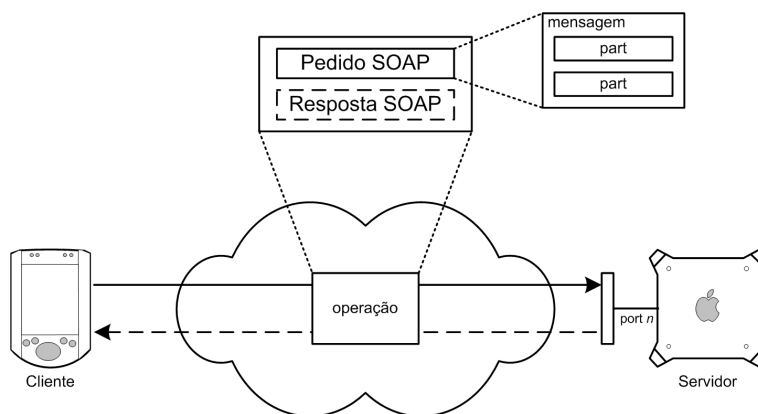 mensagem
Pedido SOAP
part
part
Resposta SOAP
operação
port n
Cliente
Servidor